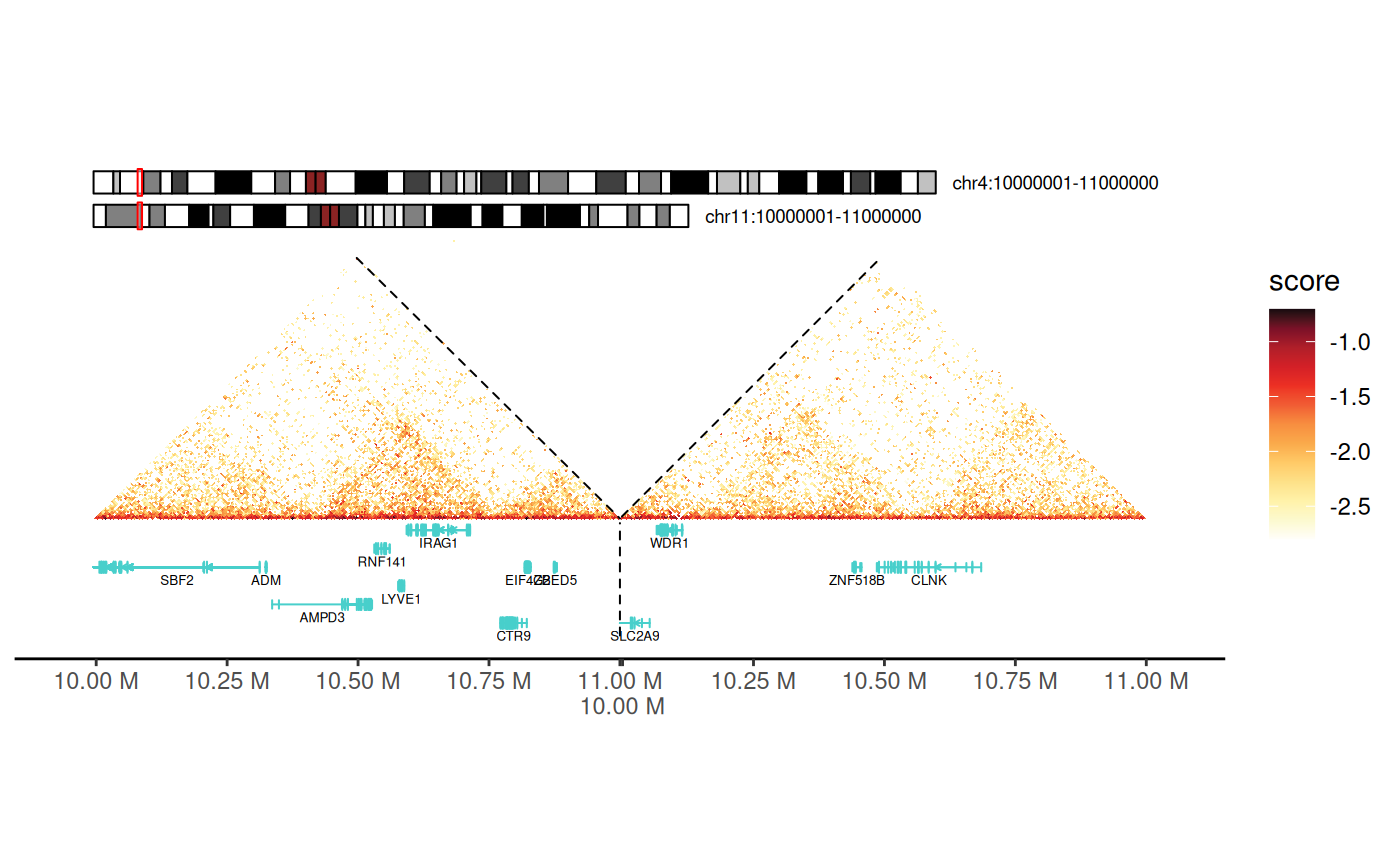 chr4:10000001-11000000
chr11:10000001-11000000
score
-1.0
-1.5
-2.0
-2.5
IRAG1
WDR1
RNF141
SBF2 ADM EIF4G2 ZBED5 ZNF518B CLNK
LYVE1
AMPD3
CTR9 SLC2A9
10.00 M 10.25 M 10.50 M 10.75 M 11.00 M 10.25 M 10.50 M 10.75 M 11.00 M
10.00 M